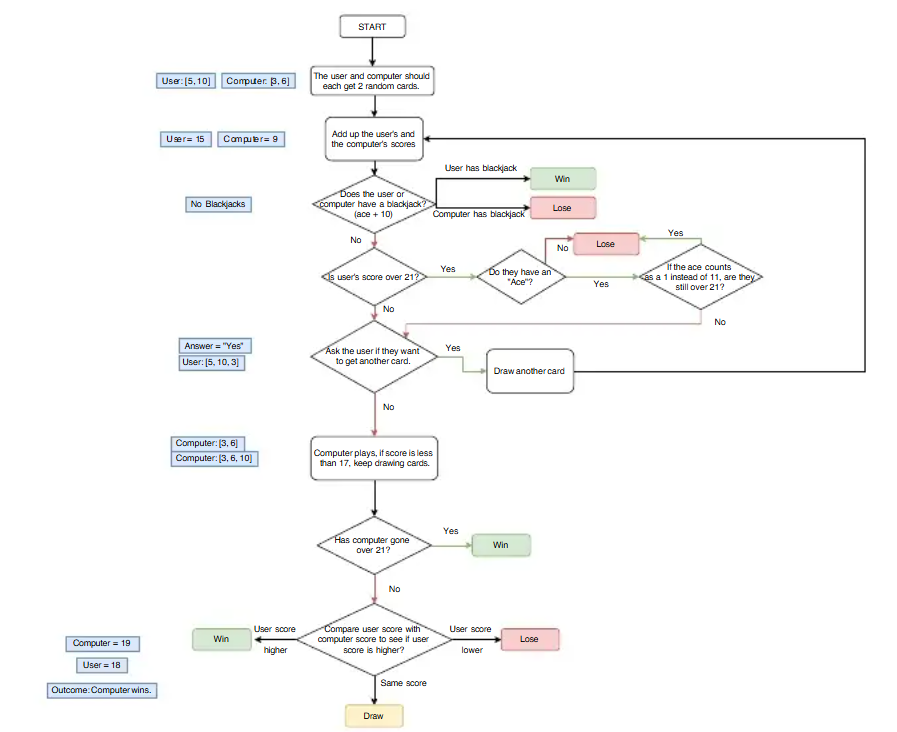 START
The user and computer should
each get 2 random cards.
User: [5, 10]
Computer: [3, 6]
Add up the user's and
the computer's scores
User = 15
Computer = 9
User has blackjack
Win
Does the user or
computer have a blackjack?
(ace + 10)
No Blackjacks
Computer has blackjack
Lose
No
Is user's score over 21?
Yes
Do they have an
"Ace"?
No
Lose
Yes
Yes
If the ace counts
as a 1 instead of 11, are they
still over 21?
No
No
Answer = "Yes"
User: [5, 10, 3]
Ask the user if they want
to get another card.
Yes
Draw another card
No
Computer: [3, 6]
Computer: [3, 6, 10]
Computer plays, if score is less
than 17, keep drawing cards.
Has computer gone
over 21?
Yes
Win
No
Compare user score with
computer score to see if user
score is higher?
User score
higher
Win
User score
lower
Lose
Computer = 19
User = 18
Outcome: Computer wins.
Same score
Draw